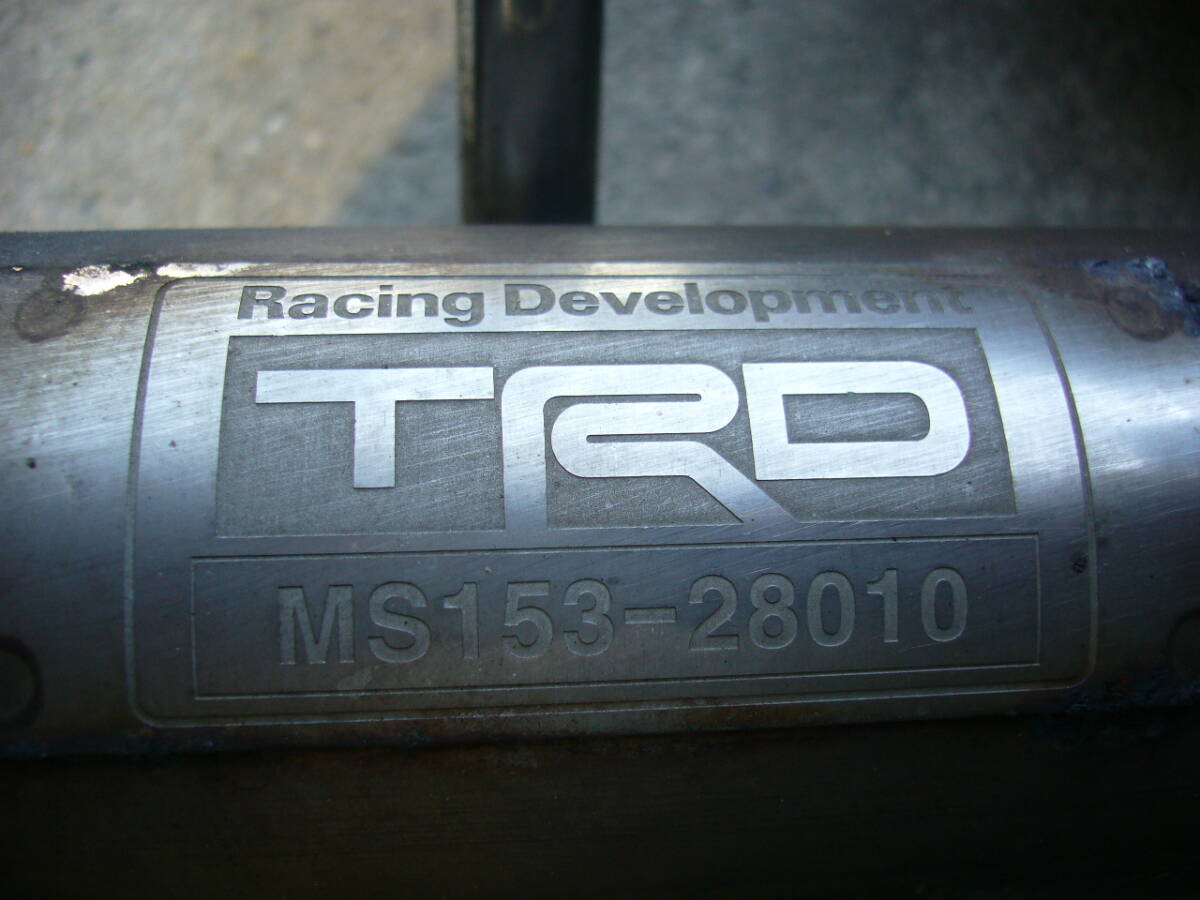 Racing Development
TRD
MS153-28010